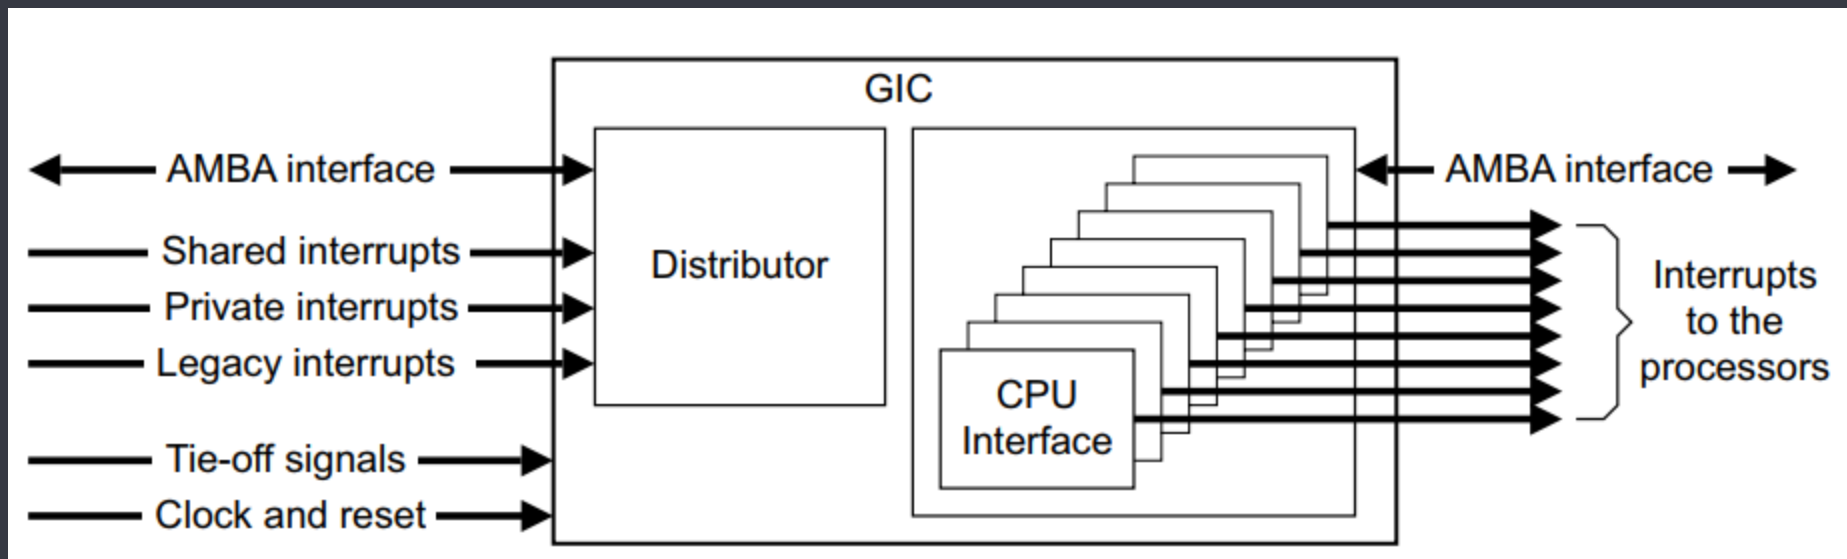 GIC
AMBA interface
Shared interrupts
Private interrupts
Legacy interrupts
Tie-off signals
Clock and reset
Distributor
CPU
Interface
AMBA interface
Interrupts
to the
processors